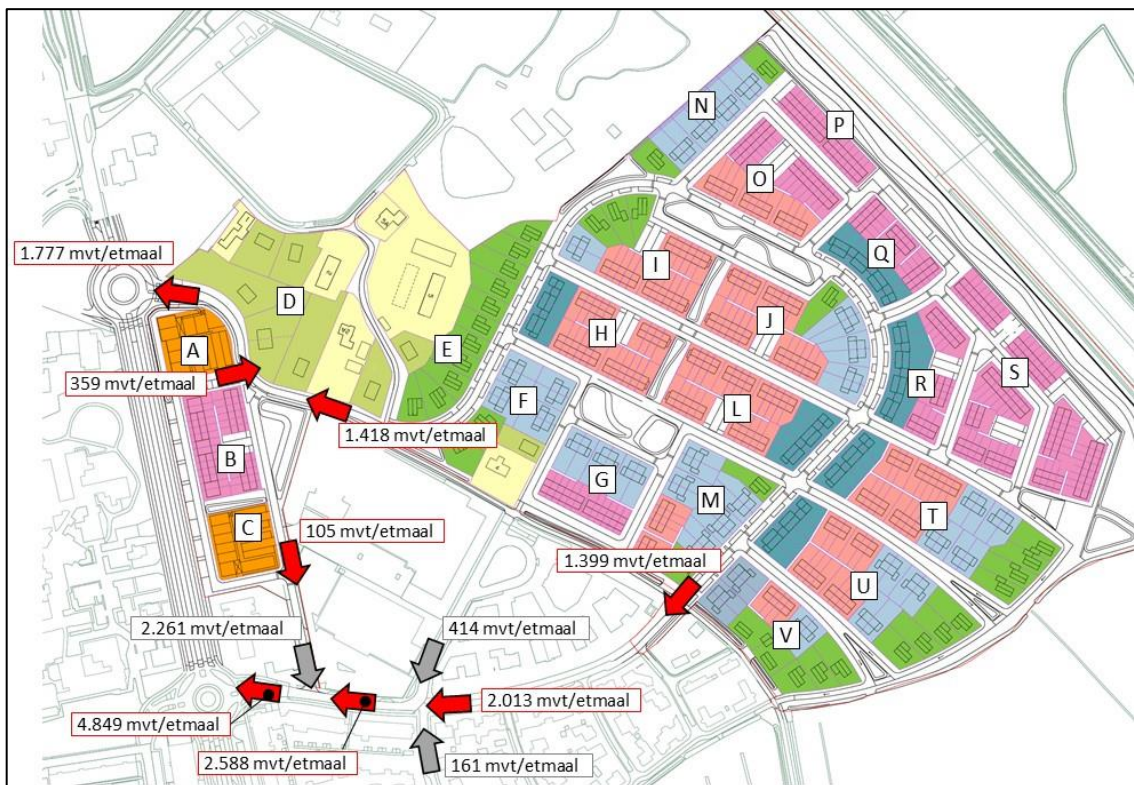 N
P
O
1.777 mvt/etmaal
Q
I
D
J
H
E
A
S
R
359 mvt/etmaal
F
L
1.418 mvt/etmaal
B
G
M
T
C
105 mvt/etmaal
1.399 mvt/etmaal
U
2.261 mvt/etmaal
414 mvt/etmaal
V
2.013 mvt/etmaal
4.849 mvt/etmaal
2.588 mvt/etmaal
161 mvt/etmaal